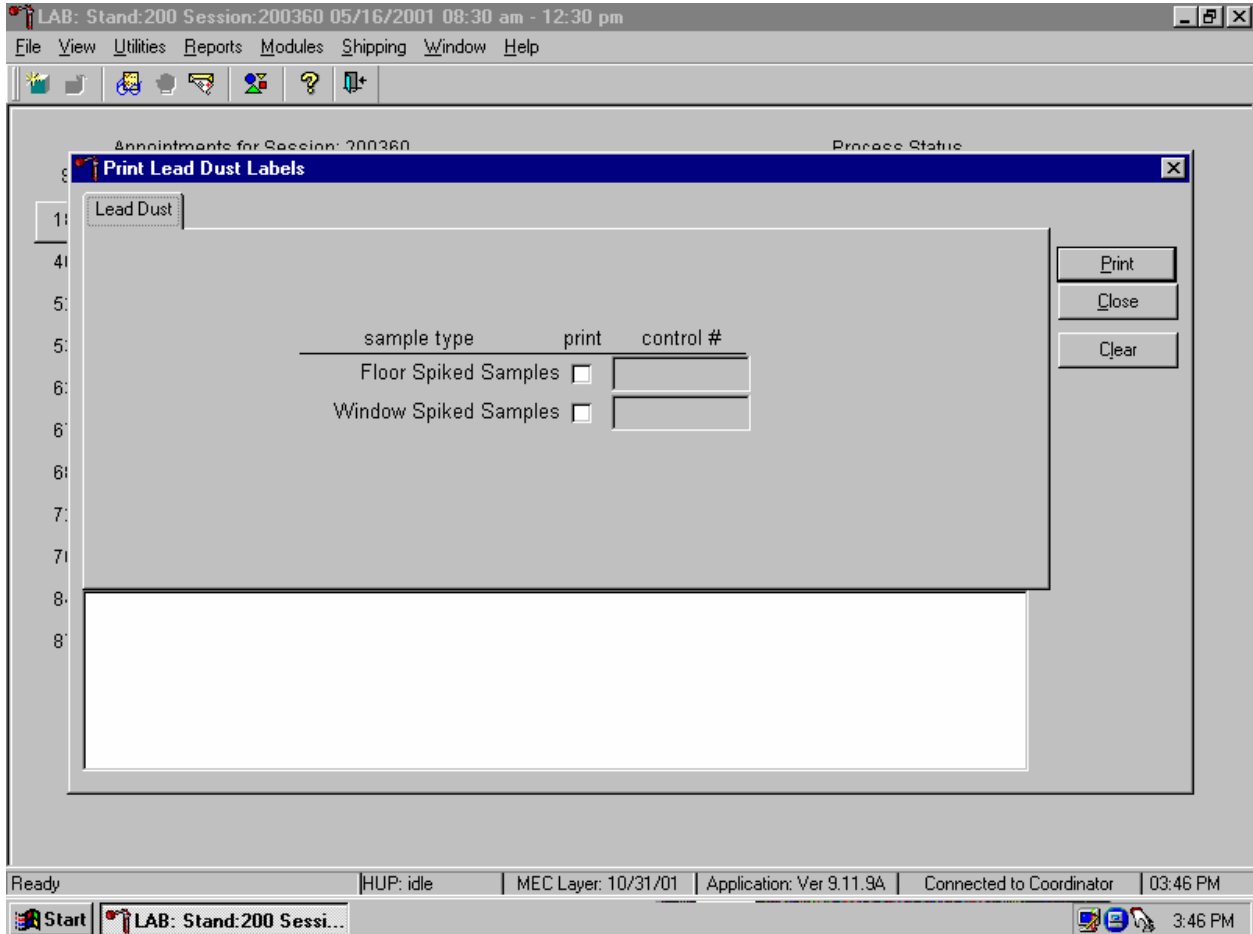 LAB: Stand:200 Session:200360 05/16/2001 08:30 am - 12:30 pm
File View Utilities Reports Modules Shipping Window Help
Appointments for Session: 200360 Process Status
Print Lead Dust Labels
Lead Dust
Print
Close
Clear
sample type print control #
Floor Spiked Samples
Window Spiked Samples
Ready HUP: idle MEC Layer: 10/31/01 Application: Ver 9.11.9A Connected to Coordinator 03:46 PM
Start LAB: Stand:200 Sessi... 3:46 PM